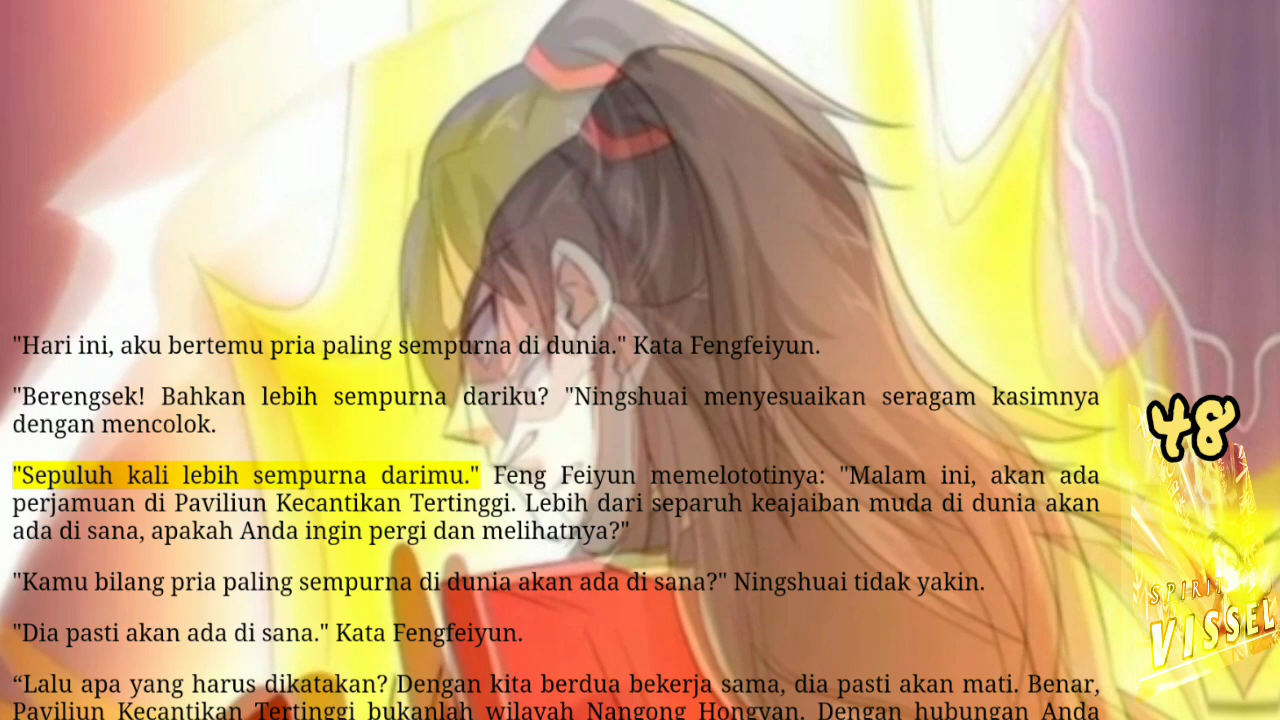 "Hari ini, aku bertemu pria paling sempurna di dunia." Kata Fengfeiyun.
"Berengsek! Bahkan lebih sempurna dariku? "Ningshuai menyesuaikan seragam kasimnya
dengan mencolok.
"Sepuluh kali lebih sempurna darimu." Feng Feiyun memelototinya: "Malam ini, akan ada
perjamuan di Paviliun Kecantikan Tertinggi. Lebih dari separuh keajaiban muda di dunia akan
ada di sana, apakah Anda ingin pergi dan melihatnya?"
"Kamu bilang pria paling sempurna di dunia akan ada di sana?" Ningshuai tidak yakin.
"Dia pasti akan ada di sana." Kata Fengfeiyun.
“Lalu apa yang harus dikatakan? Dengan kita berdua bekerja sama, dia pasti akan mati. Benar,
Paviliun Kecantikan Tertinggi bukanlah wilayah Nangong Hongyan. Dengan hubungan Anda
48
SPIRIT
VISSEL